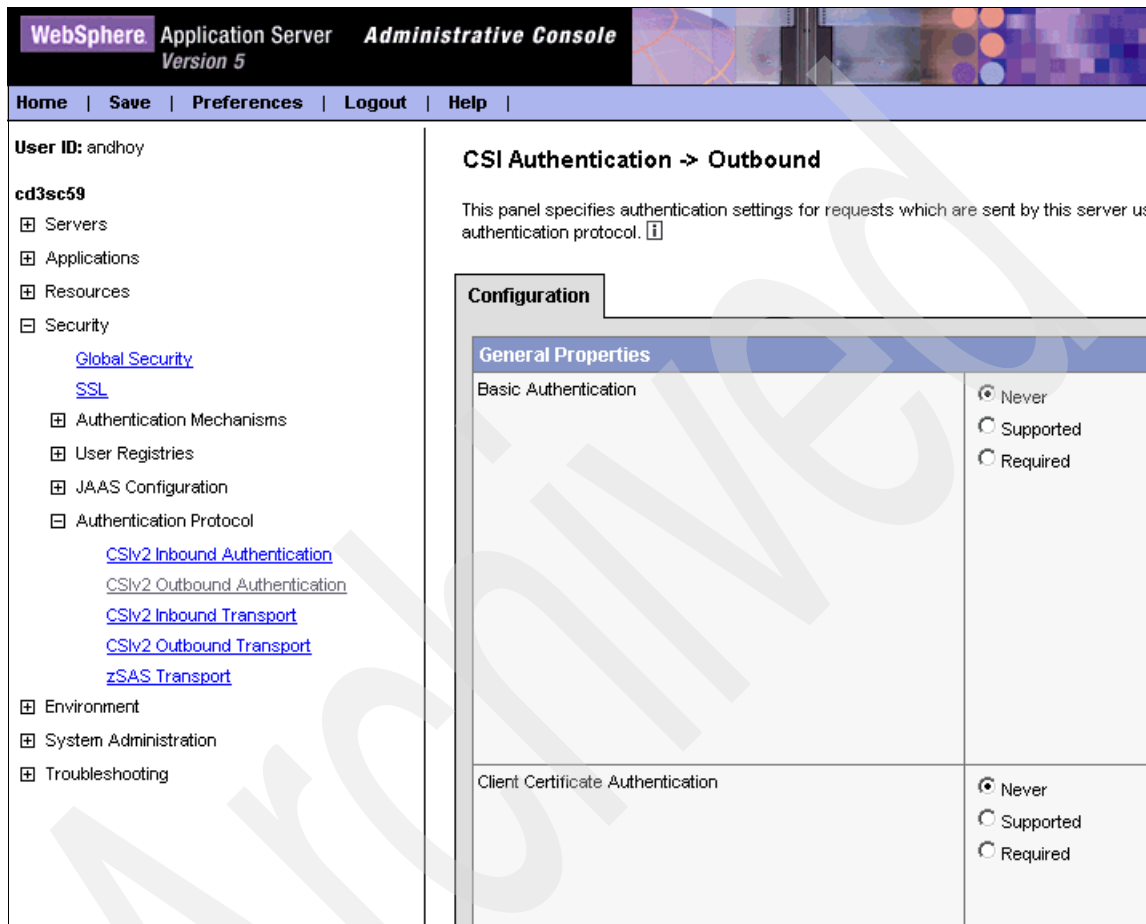 WebSphere. Application Server Administrative Console
Version 5
Home | Save | Preferences | Logout | Help |
User ID: andhoy
cd3sc59
Servers
Applications
Resources
Security
Global Security
SSL
Authentication Mechanisms
User Registries
JAAS Configuration
Authentication Protocol
CSIv2 Inbound Authentication
CSIv2 Outbound Authentication
CSIv2 Inbound Transport
CSIv2 Outbound Transport
zSAS Transport
Environment
System Administration
Troubleshooting
CSI Authentication -> Outbound
This panel specifies authentication settings for requests which are sent by this server us
authentication protocol. i
Configuration
General Properties
Basic Authentication
Never
Supported
Required
Client Certificate Authentication
Never
Supported
Required
Archived